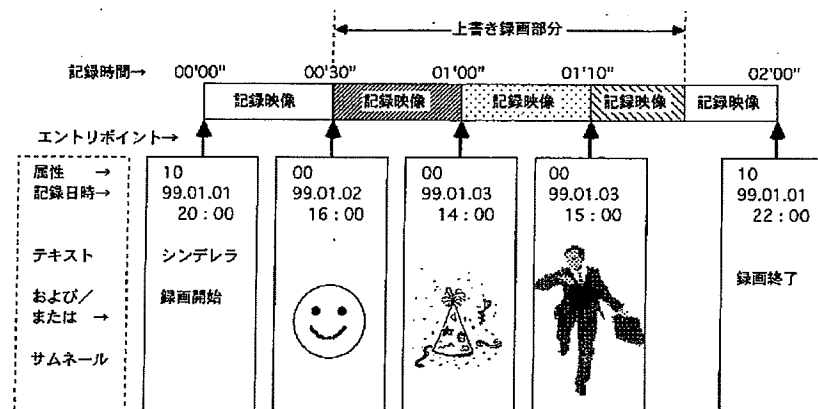 上書き録画部分
記録時間→ 00'00" 00'30" 01'00" 01'10" 02'00"
記録映像 記録映像 記録映像 記録映像 記録映像
エントリポイント→
属性 → 10 00 00 00 10
記録日時→ 99.01.01 99.01.02 99.01.03 99.01.03 99.01.01
20:00 16:00 14:00 15:00 22:00
テキスト シンデレラ
および/ 録画開始 録画終了
または →
サムネール